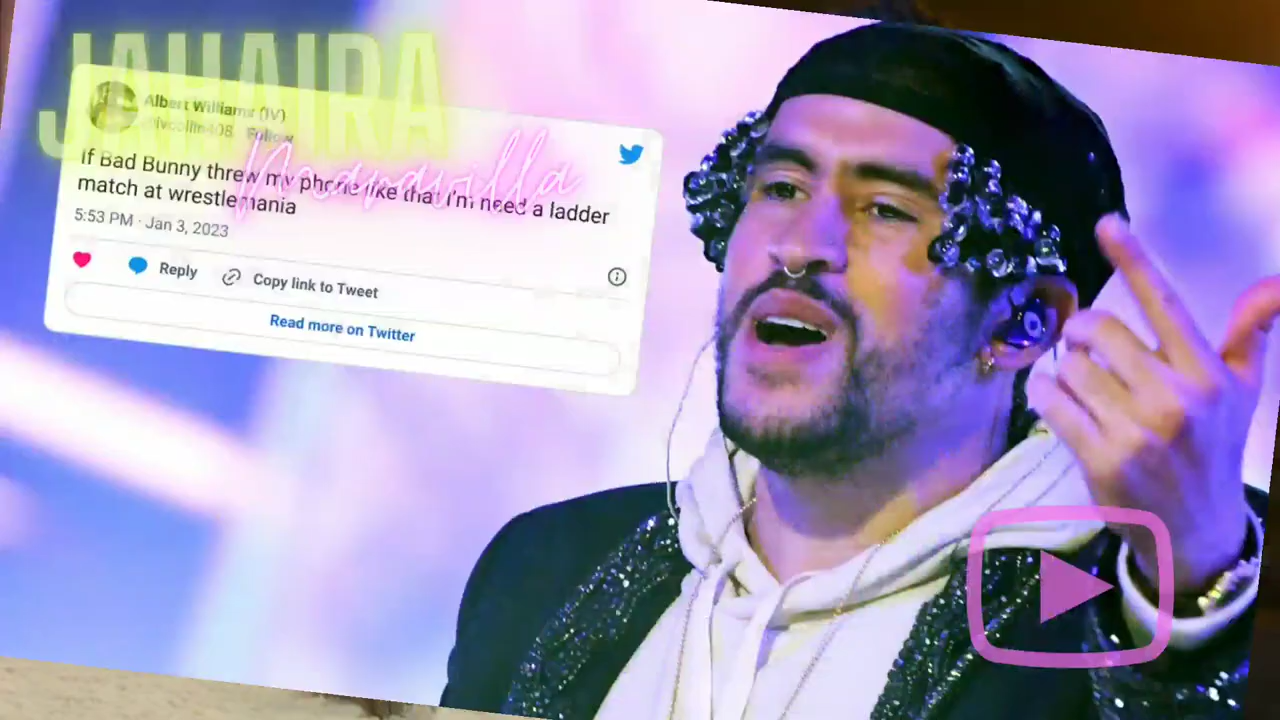 JAHAIRA
Maravilla
Albert Williams (IV)
Follow
If Bad Bunny threw my phone like that I'm need a ladder
match at wrestlemania
5:53 PM · Jan 3, 2023
Reply
Copy link to Tweet
Read more on Twitter